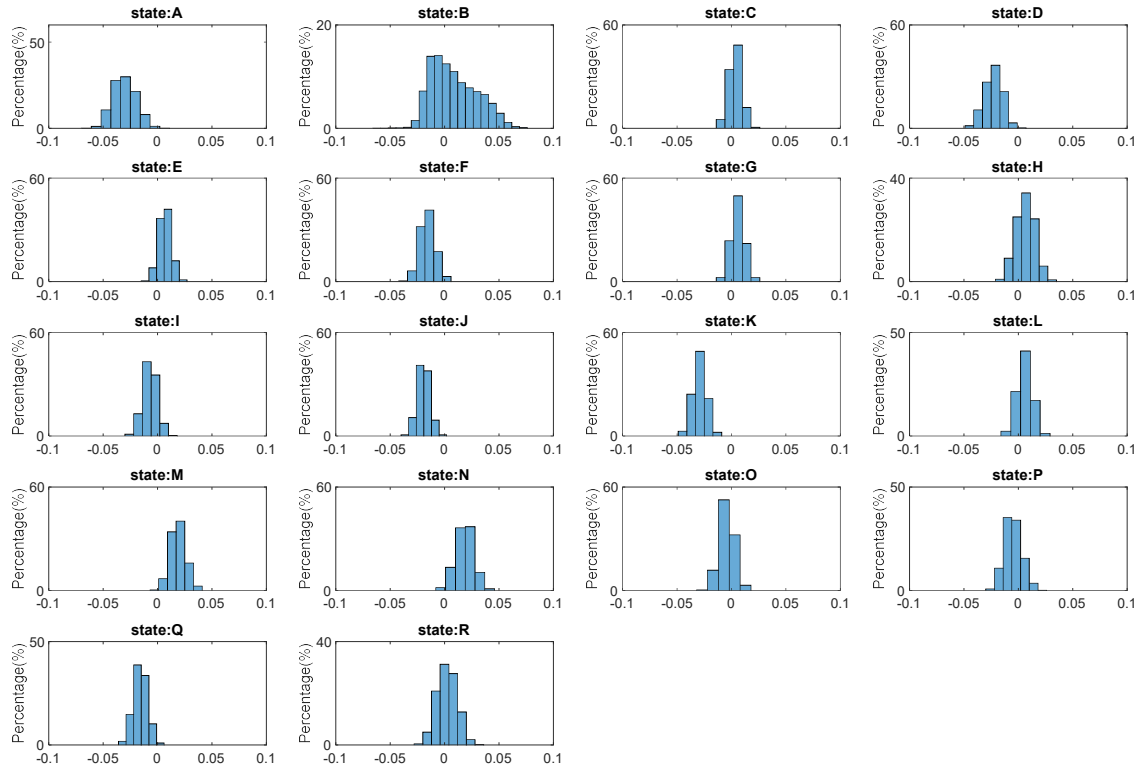 state:A
Percentage(%)
50
0
-0.1 -0.05 0 0.05 0.1
state:B
Percentage(%)
20
10
0
-0.1 -0.05 0 0.05 0.1
state:C
Percentage(%)
60
0
-0.1 -0.05 0 0.05 0.1
state:D
Percentage(%)
60
0
-0.1 -0.05 0 0.05 0.1
state:E
Percentage(%)
60
0
-0.1 -0.05 0 0.05 0.1
state:F
Percentage(%)
60
0
-0.1 -0.05 0 0.05 0.1
state:G
Percentage(%)
60
0
-0.1 -0.05 0 0.05 0.1
state:H
Percentage(%)
40
0
-0.1 -0.05 0 0.05 0.1
state:I
Percentage(%)
60
0
-0.1 -0.05 0 0.05 0.1
state:J
Percentage(%)
60
0
-0.1 -0.05 0 0.05 0.1
state:K
Percentage(%)
60
0
-0.1 -0.05 0 0.05 0.1
state:L
Percentage(%)
50
0
-0.1 -0.05 0 0.05 0.1
state:M
Percentage(%)
60
0
-0.1 -0.05 0 0.05 0.1
state:N
Percentage(%)
60
0
-0.1 -0.05 0 0.05 0.1
state:O
Percentage(%)
60
0
-0.1 -0.05 0 0.05 0.1
state:P
Percentage(%)
50
0
-0.1 -0.05 0 0.05 0.1
state:Q
Percentage(%)
50
0
-0.1 -0.05 0 0.05 0.1
state:R
Percentage(%)
40
0
-0.1 -0.05 0 0.05 0.1